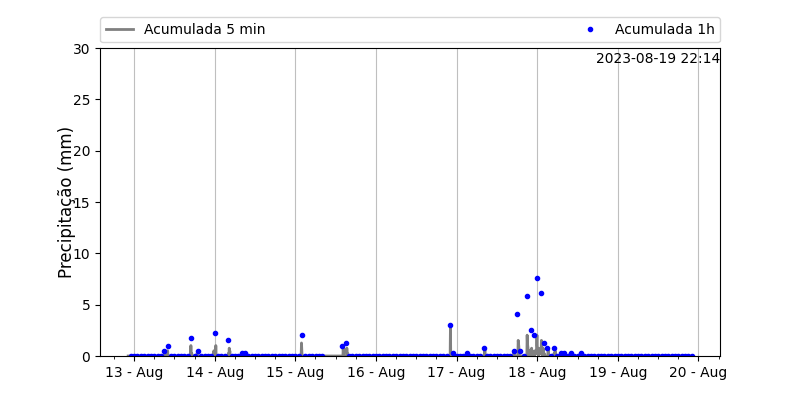 Acumulada 5 min
Acumulada 1h
2023-08-19 22:14
Precipitação (mm)
30
25
20
15
10
5
0
13 - Aug
14 - Aug
15 - Aug
16 - Aug
17 - Aug
18 - Aug
19 - Aug
20 - Aug